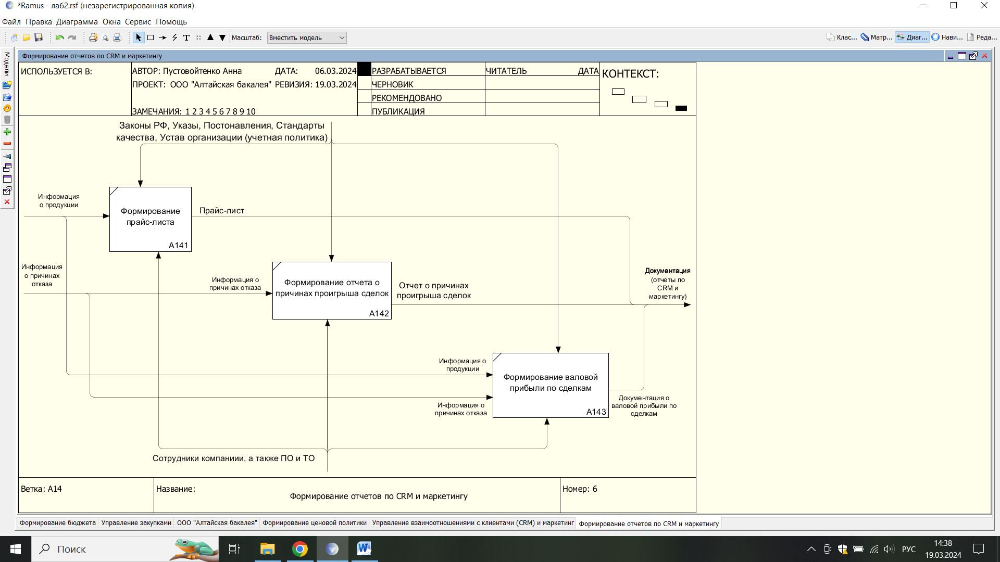 *Ramus - лаб2.rsf (незарегистрированная копия)
Файл Правка Диаграмма Окна Сервис Помощь
Масштаб: Вместить модель
Клас... Матр... Диаг... Нави... Реда...
Модели
Формирование отчетов по CRM и маркетингу
ИСПОЛЬЗУЕТСЯ В:
АВТОР: Пустовойтенко Анна ДАТА: 06.03.2024
ПРОЕКТ: ООО "Алтайская бакалея" РЕВИЗИЯ: 19.03.2024
ЗАМЕЧАНИЯ: 1 2 3 4 5 6 7 8 9 10
РАЗРАБАТЫВАЕТСЯ
ЧЕРНОВИК
РЕКОМЕНДОВАНО
ПУБЛИКАЦИЯ
ЧИТАТЕЛЬ ДАТА
КОНТЕКСТ:
Законы РФ, Указы, Постонавления, Стандарты
качества, Устав организации (учетная политика)
Информация
о продукции
Формирование
прайс-листа
A141
Прайс-лист
Информация
о причинах
отказа
Информация о
причинах отказа
Формирование отчета о
причинах проигрыша сделок
A142
Отчет о причинах
проигрыша сделок
Документация
(отчеты по
CRM и
маркетингу)
Информация о
продукции
Информация о
причинах отказа
Формирование валовой
прибыли по сделкам
A143
Документация о
валовой прибыли по
сделкам
Сотрудники компаниии, а также ПО и ТО
Ветка: A14
Название:
Формирование отчетов по CRM и маркетингу
Номер: 6
Формирование бюджета Управление закупками ООО "Алтайская бакалея" Формирование ценовой политики Управление взаимоотношениями с клиентами (CRM) и маркетинг Формирование отчетов по CRM и маркетингу
Поиск
РУС
14:38
19.03.2024